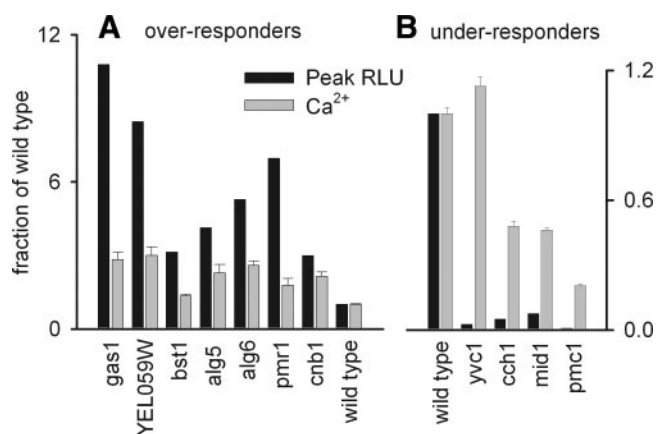 A over-responders
B under-responders
Peak RLU
Ca²⁺
fraction of wild type
12
6
0
1.2
0.6
0.0
gas1
YEL059W
bst1
alg5
alg6
pmr1
cnb1
wild type
wild type
yvc1
cch1
mid1
pmc1